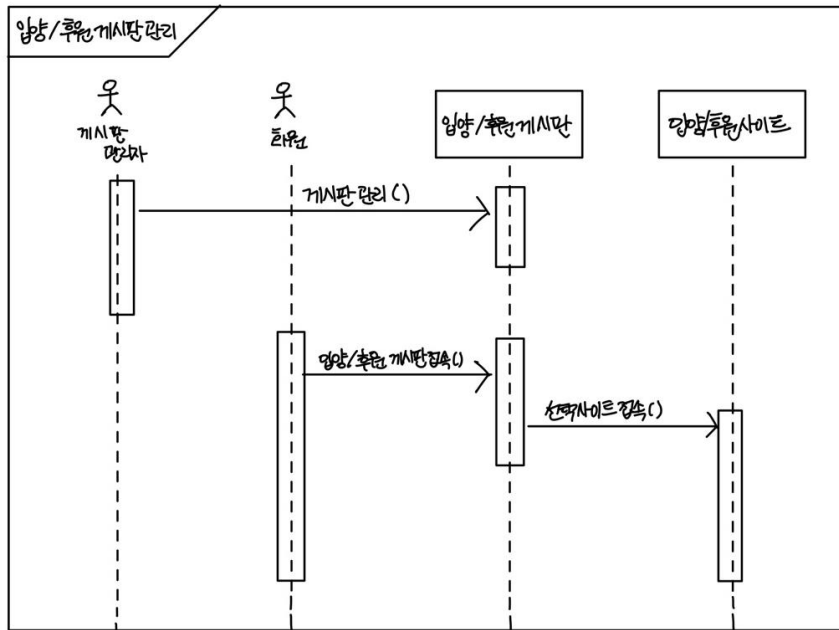 입양/후원 게시판 관리
게시판
관리자
회원
입양/후원 게시판
입양/후원 사이트
게시판 관리()
입양/후원 게시판 접속()
선택 사이트 접속()